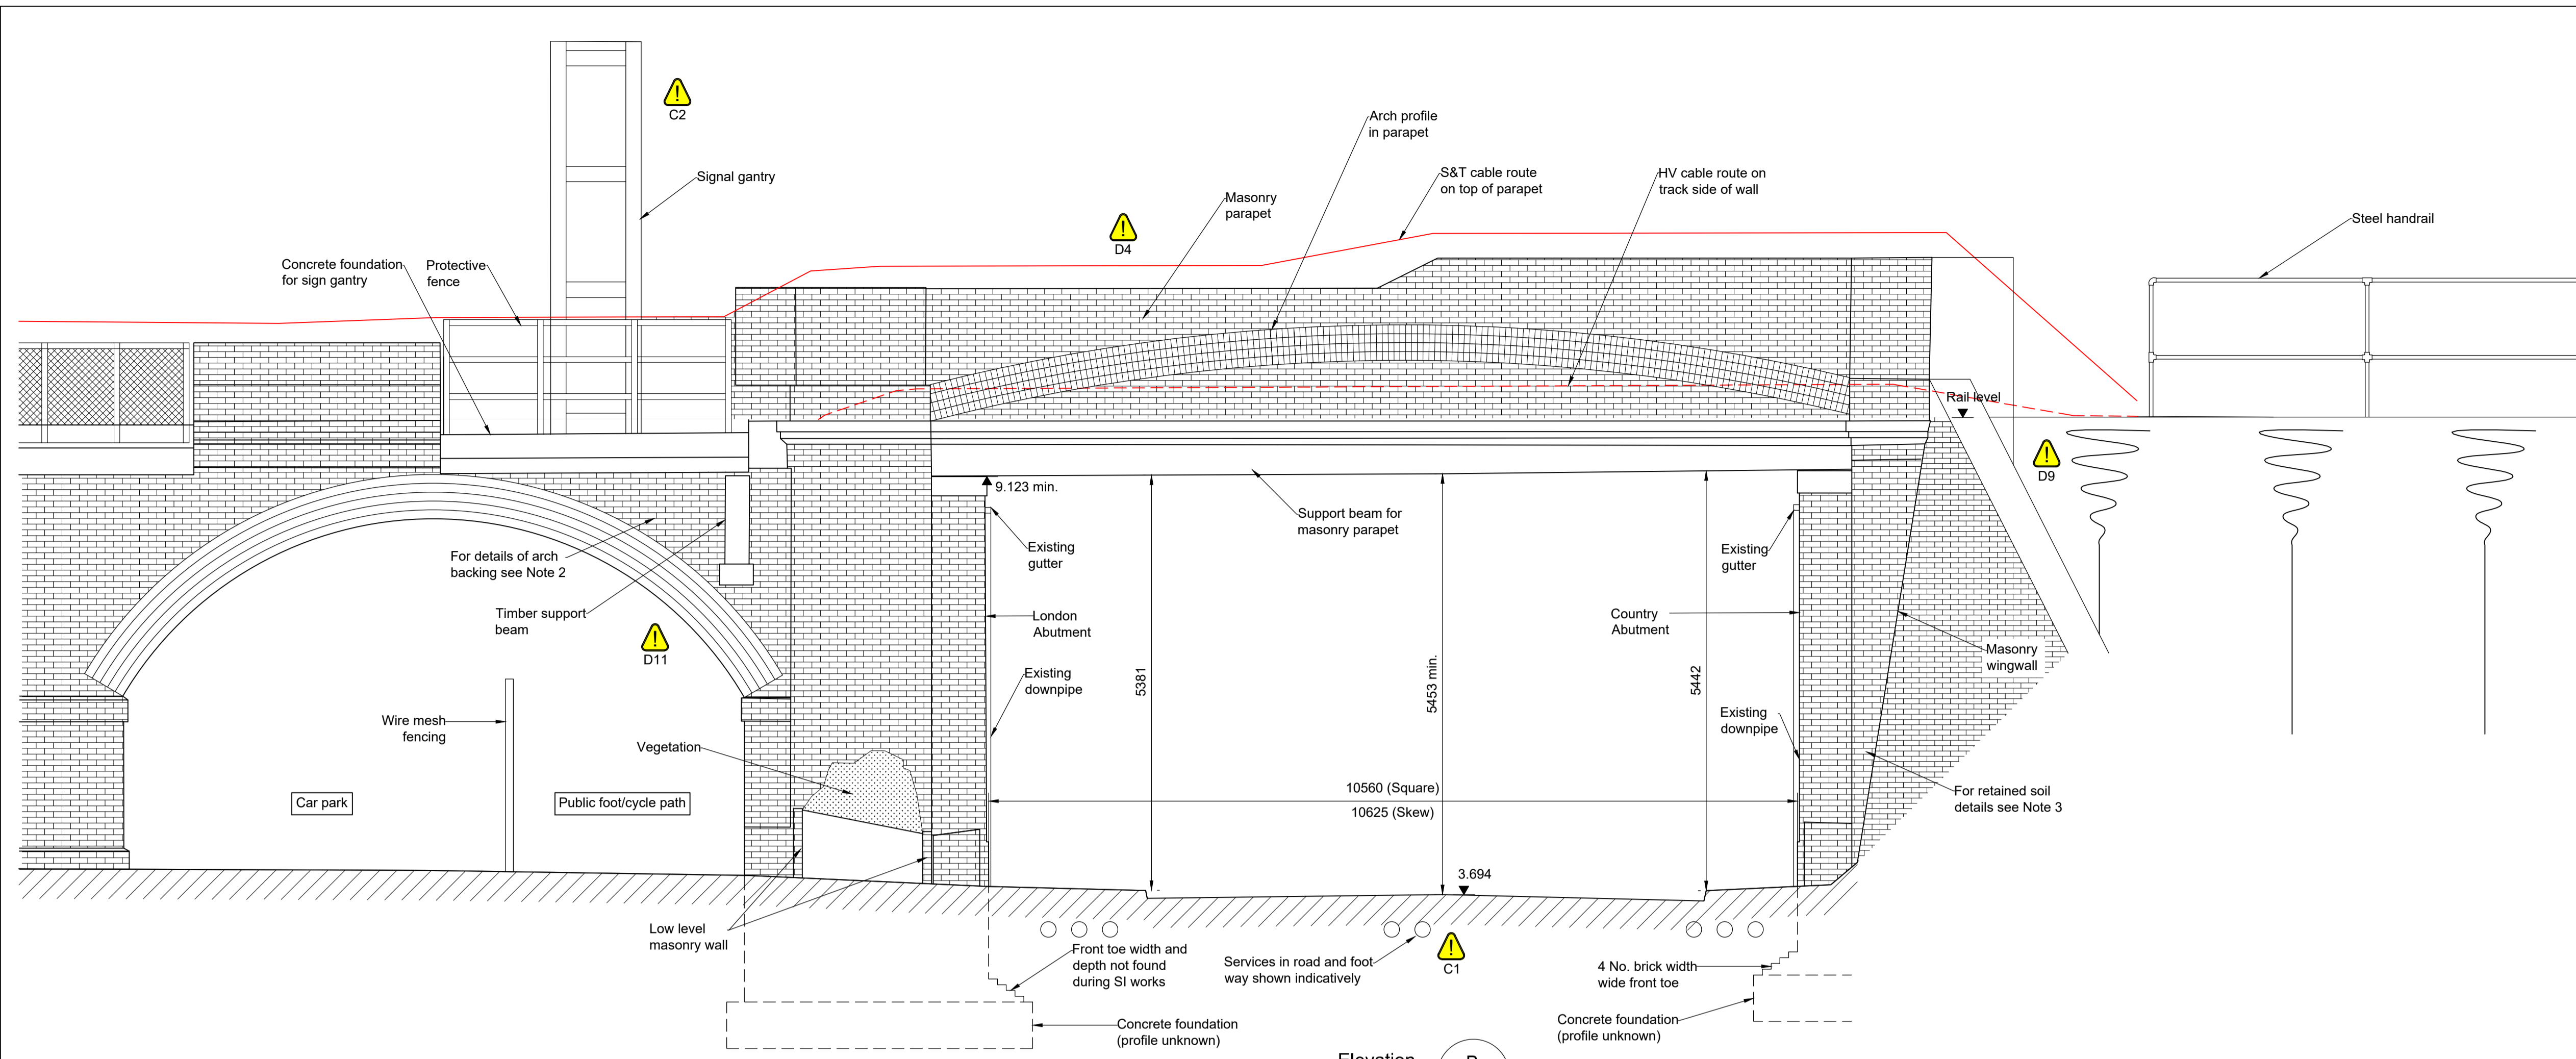 C2
Arch profile
in parapet
Signal gantry
S&T cable route
on top of parapet
HV cable route on
track side of wall
Masonry
parapet
Steel handrail
D4
Concrete foundation
for sign gantry
Protective
fence
Rail level
D9
9.123 min.
Support beam for
masonry parapet
Existing
gutter
Existing
gutter
For details of arch
backing see Note 2
Timber support
beam
London
Abutment
Country
Abutment
D11
Masonry
wingwall
Existing
downpipe
5381
5453 min.
5442
Wire mesh
fencing
Existing
downpipe
Vegetation
Car park
Public foot/cycle path
10560 (Square)
10625 (Skew)
For retained soil
details see Note 3
3.694
Low level
masonry wall
Front toe width and
depth not found
during SI works
Services in road and foot
way shown indicatively
C1
4 No. brick width
wide front toe
Concrete foundation
(profile unknown)
Concrete foundation
(profile unknown)
Elevation
B